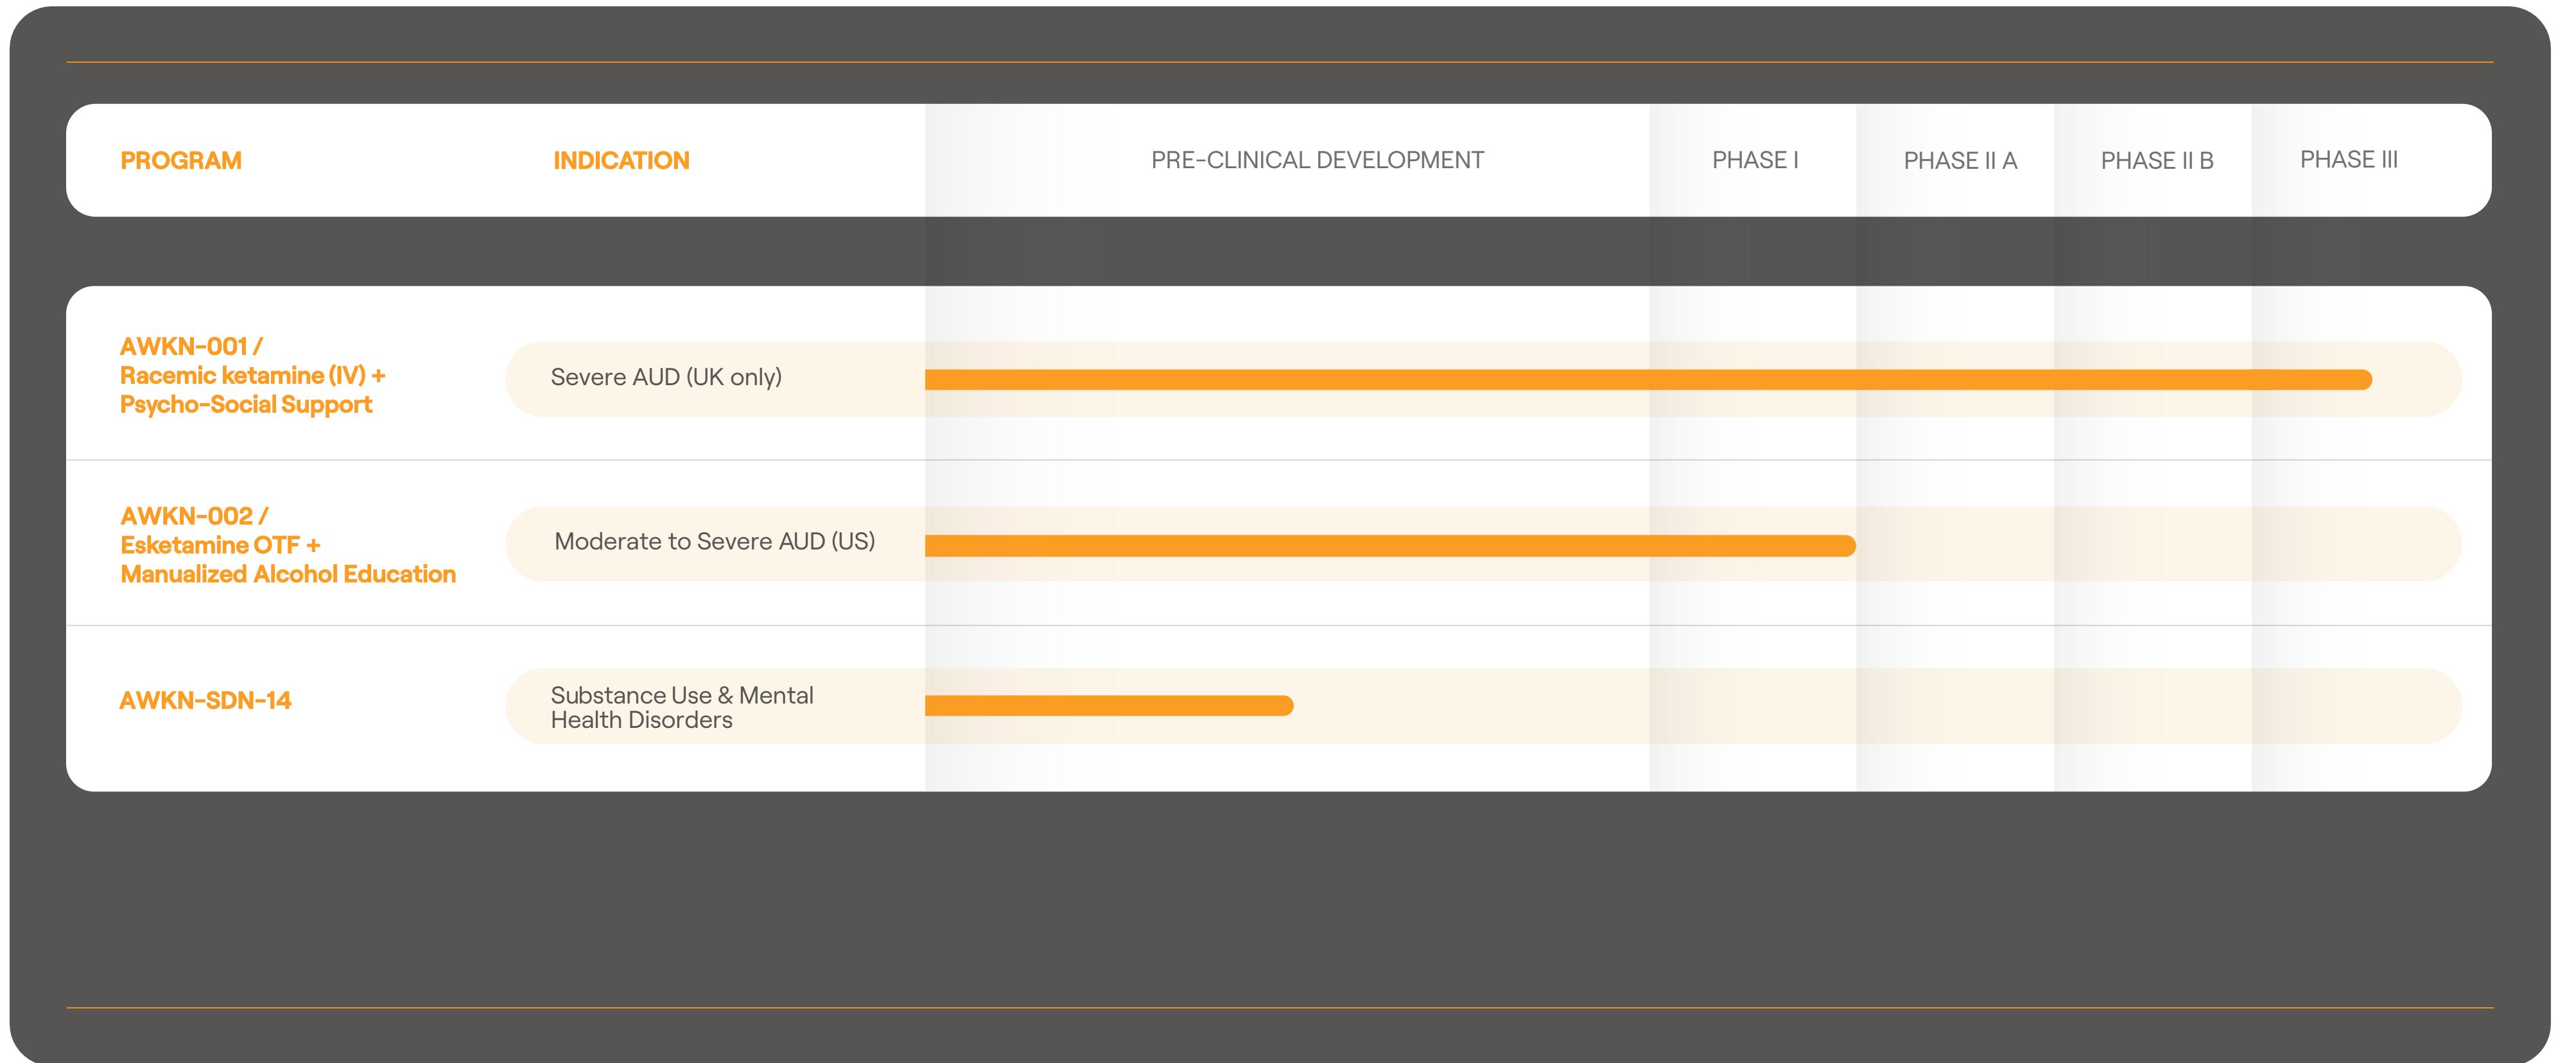 PROGRAM
INDICATION
PRE-CLINICAL DEVELOPMENT
PHASE I
PHASE II A
PHASE II B
PHASE III
AWKN-001 /
Racemic ketamine (IV) +
Psycho-Social Support
Severe AUD (UK only)
AWKN-002 /
Esketamine OTF +
Manualized Alcohol Education
Moderate to Severe AUD (US)
AWKN-SDN-14
Substance Use & Mental
Health Disorders